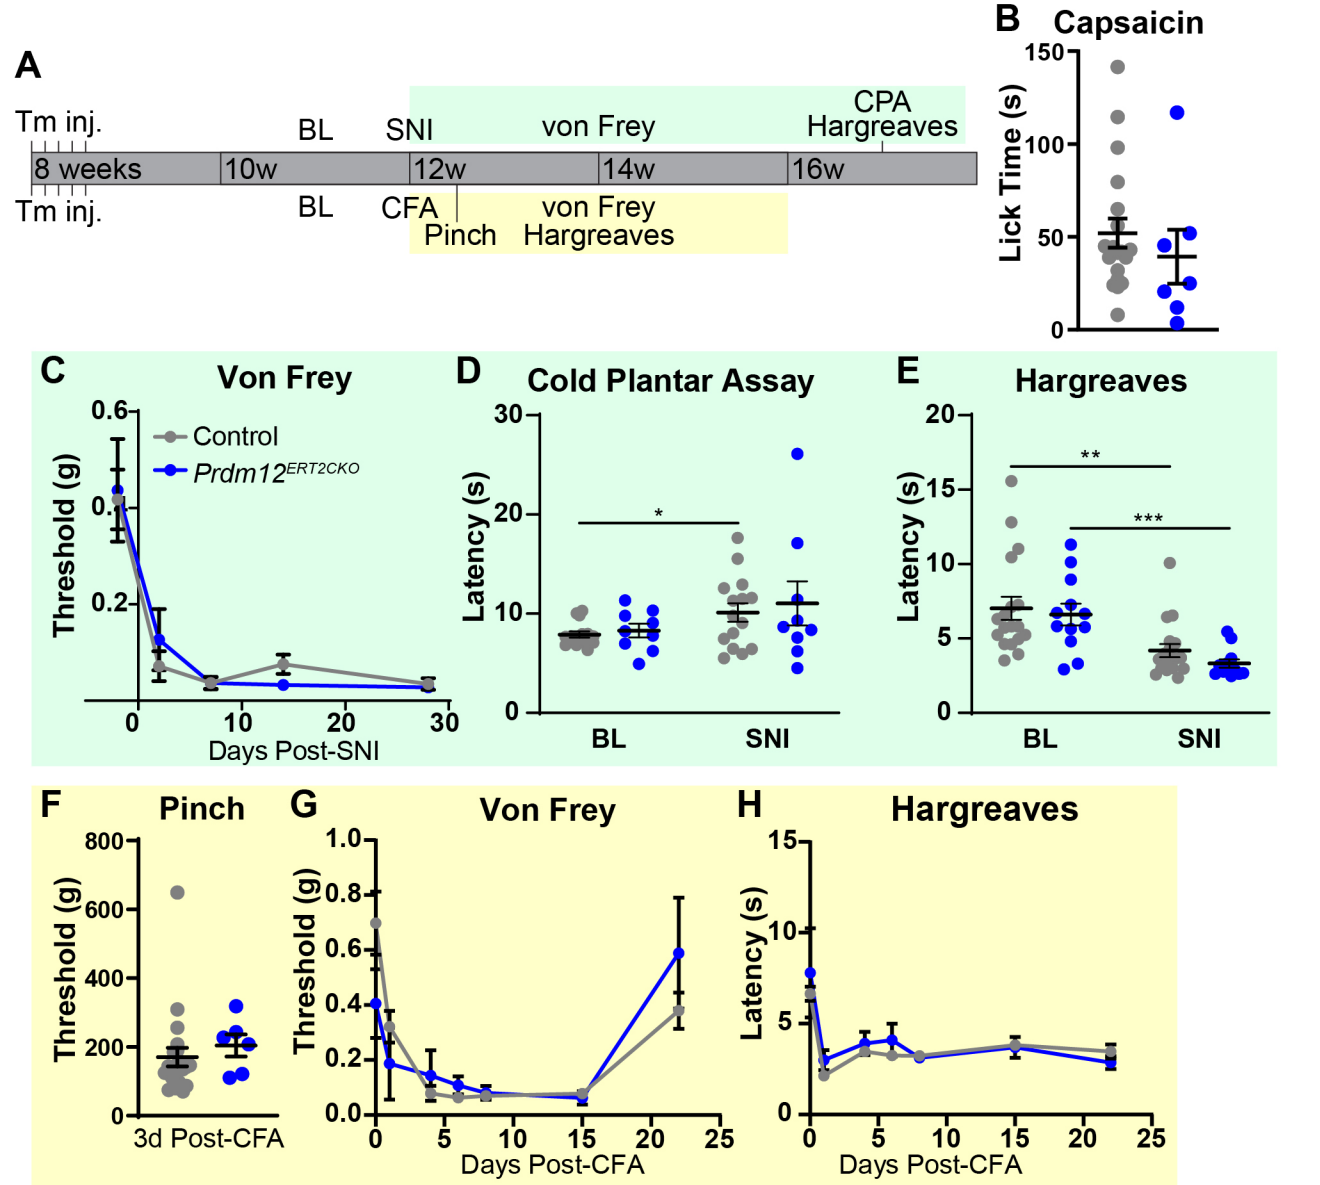 A
Tm inj.
BL
SNI
von Frey
CPA
Hargreaves
8 weeks
10w
12w
14w
16w
Tm inj.
BL
CFA
von Frey
Pinch
Hargreaves
B
Capsaicin
Lick Time (s)
150
100
50
0
C
Von Frey
Threshold (g)
0.6
0.
0.2
Control
Prdm12ERT2CKO
0
10
20
30
Days Post-SNI
D
Cold Plantar Assay
Latency (s)
30
20
10
0
*
BL
SNI
E
Hargreaves
Latency (s)
20
15
10
5
0
**
***
BL
SNI
F
Pinch
Threshold (g)
800
600
400
200
0
3d Post-CFA
G
Von Frey
Threshold (g)
1.0
0.8
0.6
0.4
0.2
0.0
0
5
10
15
20
25
Days Post-CFA
H
Hargreaves
Latency (s)
15
10
5
0
0
5
10
15
20
25
Days Post-CFA